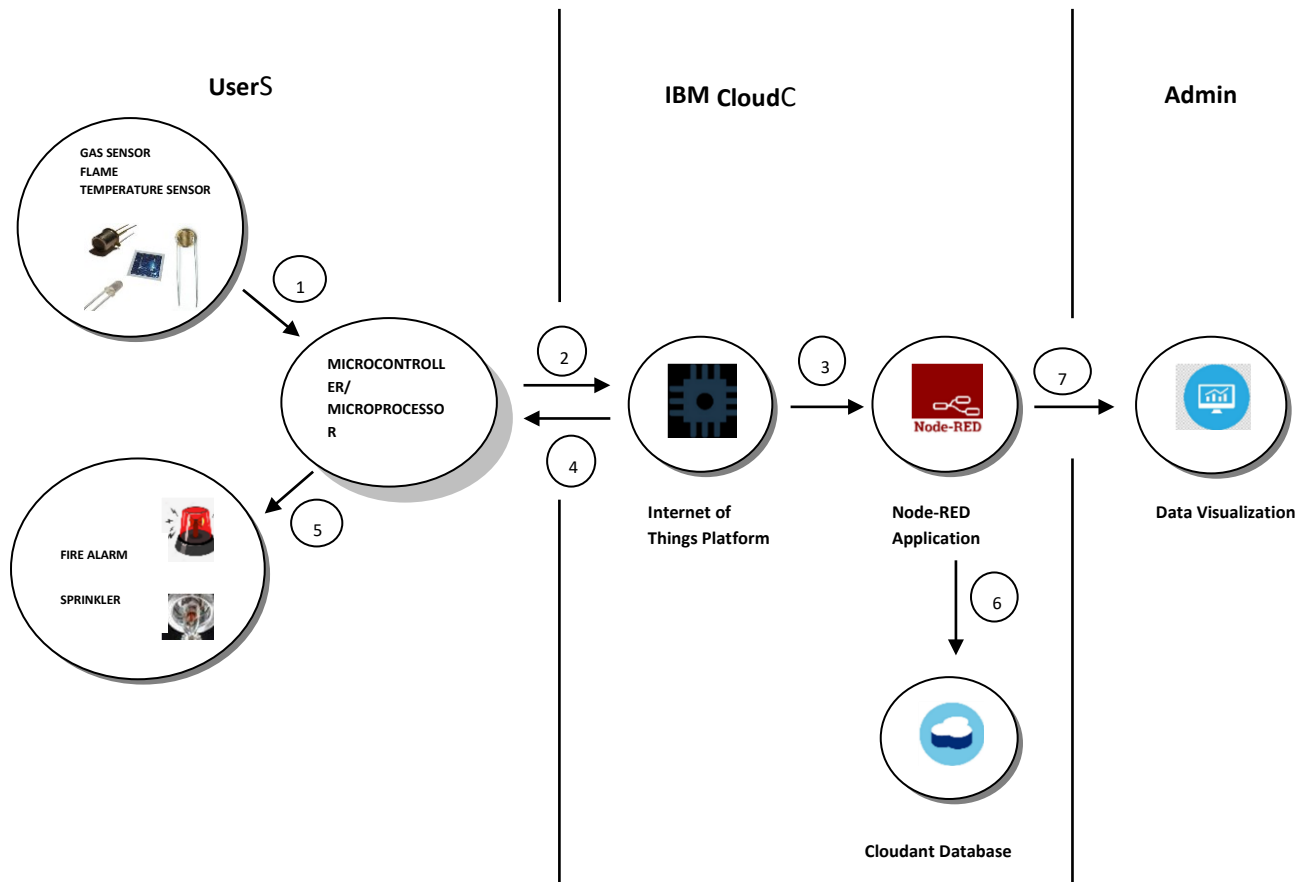 UserS
IBM CloudC
Admin
GAS SENSOR
FLAME
TEMPERATURE SENSOR
1
MICROCONTROLL
ER/
MICROPROCESSO
R
2
3
7
Node-RED
4
5
FIRE ALARM
SPRINKLER
Internet of
Things Platform
Node-RED
Application
Data Visualization
6
Cloudant Database